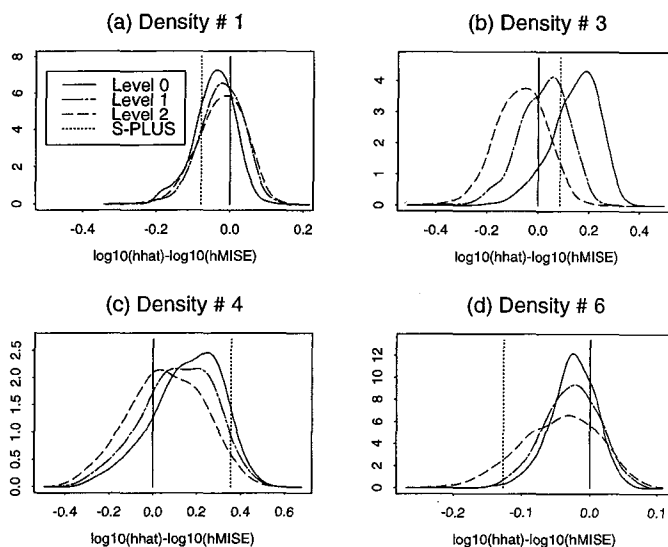 (a) Density # 1
8
6
4
2
0
Level 0
Level 1
Level 2
S-PLUS
-0.4 -0.2 0.0 0.2
log10(hhat)-log10(hMISE)
(b) Density # 3
4
3
2
1
0
-0.4 -0.2 0.0 0.2 0.4
log10(hhat)-log10(hMISE)
(c) Density # 4
2.5
2.0
1.5
1.0
0.5
0.0
-0.4 -0.2 0.0 0.2 0.4 0.6
log10(hhat)-log10(hMISE)
(d) Density # 6
12
10
8
6
4
2
0
-0.2 -0.1 0.0 0.1
log10(hhat)-log10(hMISE)